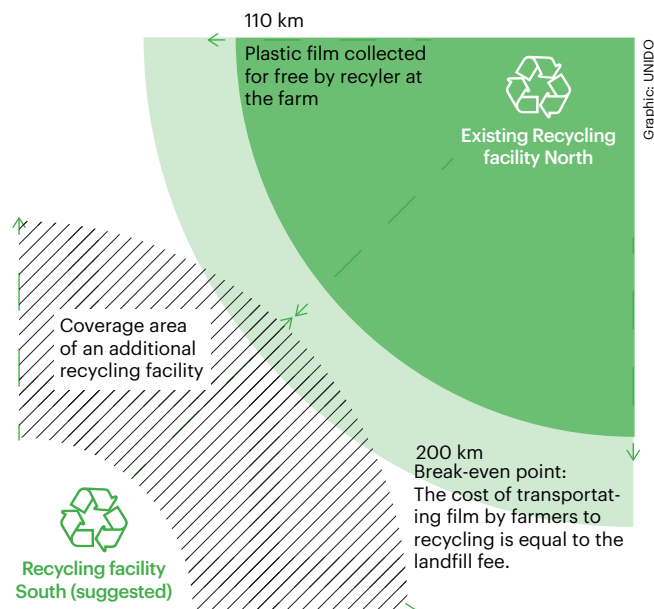 110 km
Plastic film collected
for free by recyler at
the farm
Existing Recycling
facility North
Graphic: UNIDO
Coverage area
of an additional
recycling facility
200 km
Break-even point:
The cost of transportat-
ing film by farmers to
recycling is equal to the
landfill fee.
Recycling facility
South (suggested)